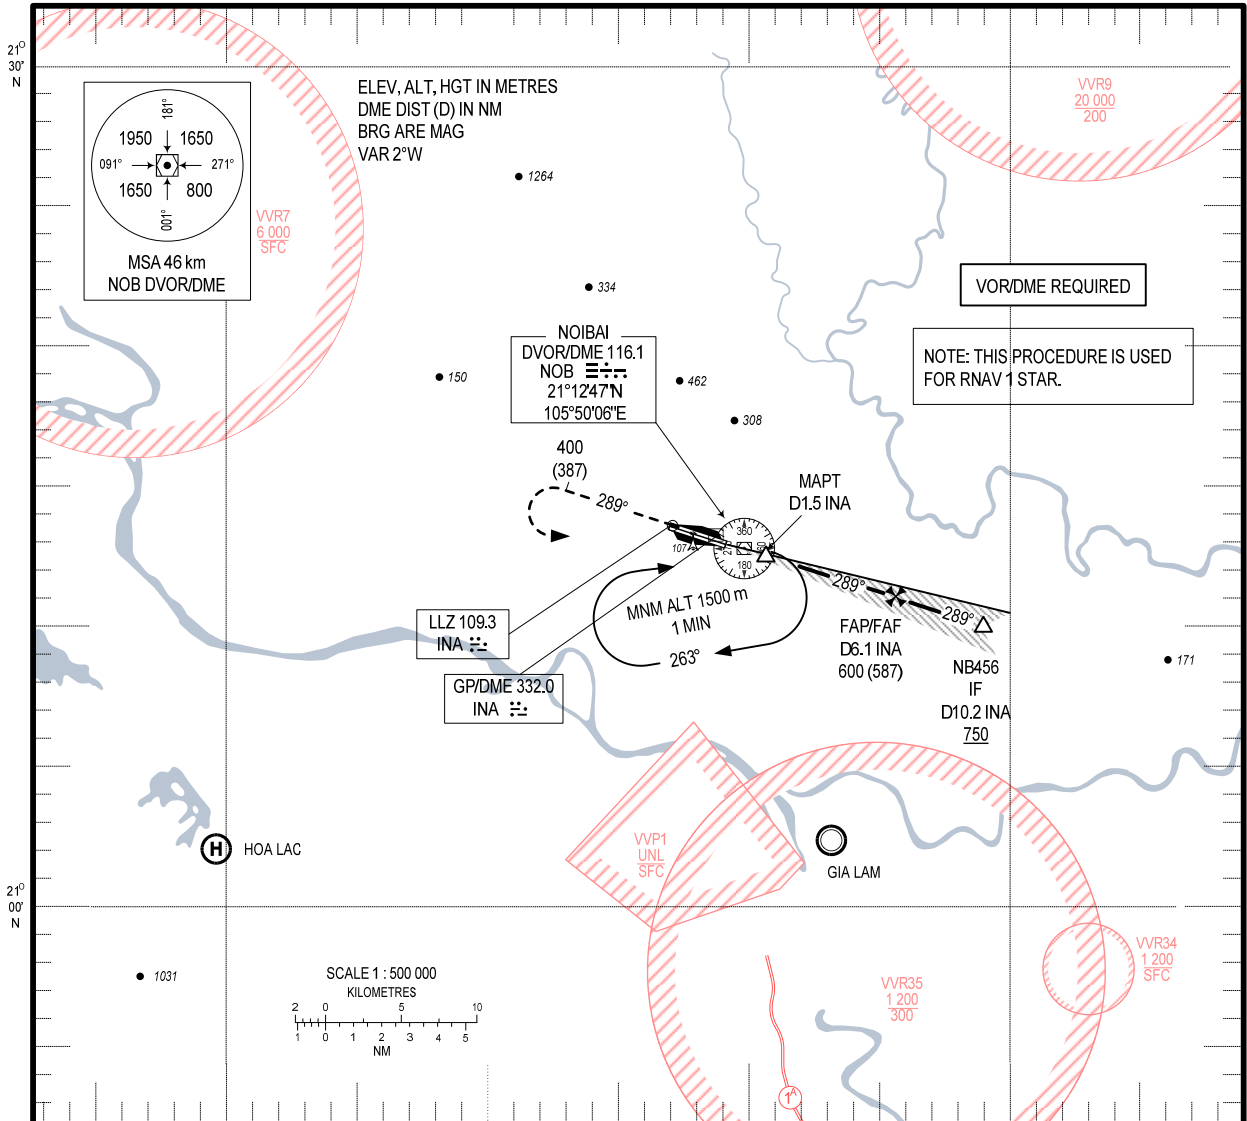 21°
30'
N
ELEV, ALT, HGT IN METRES
DME DIST (D) IN NM
BRG ARE MAG
VAR 2°W
181°
1950
1650
091°
271°
1650
800
001°
MSA 46 km
NOB DVOR/DME
VVR7
6 000
SFC
VVR9
20 000
200
1264
334
VOR/DME REQUIRED
NOTE: THIS PROCEDURE IS USED
FOR RNAV 1 STAR.
NOIBAI
DVOR/DME 116.1
NOB
21°12'47"N
105°50'06"E
150
462
308
400
(387)
289°
MAPT
D1.5 INA
360
180
107
289°
289°
MNM ALT 1500 m
1 MIN
263°
LLZ 109.3
INA
GP/DME 332.0
INA
FAP/FAF
D6.1 INA
600 (587)
NB456
IF
D10.2 INA
750
171
VVP1
UNL
SFC
H
HOA LAC
GIA LAM
21°
00'
N
1031
SCALE 1 : 500 000
KILOMETRES
2 0 5 10
1 0 1 2 3 4 5
NM
VVR35
1 200
300
VVR34
1 200
SFC
1A